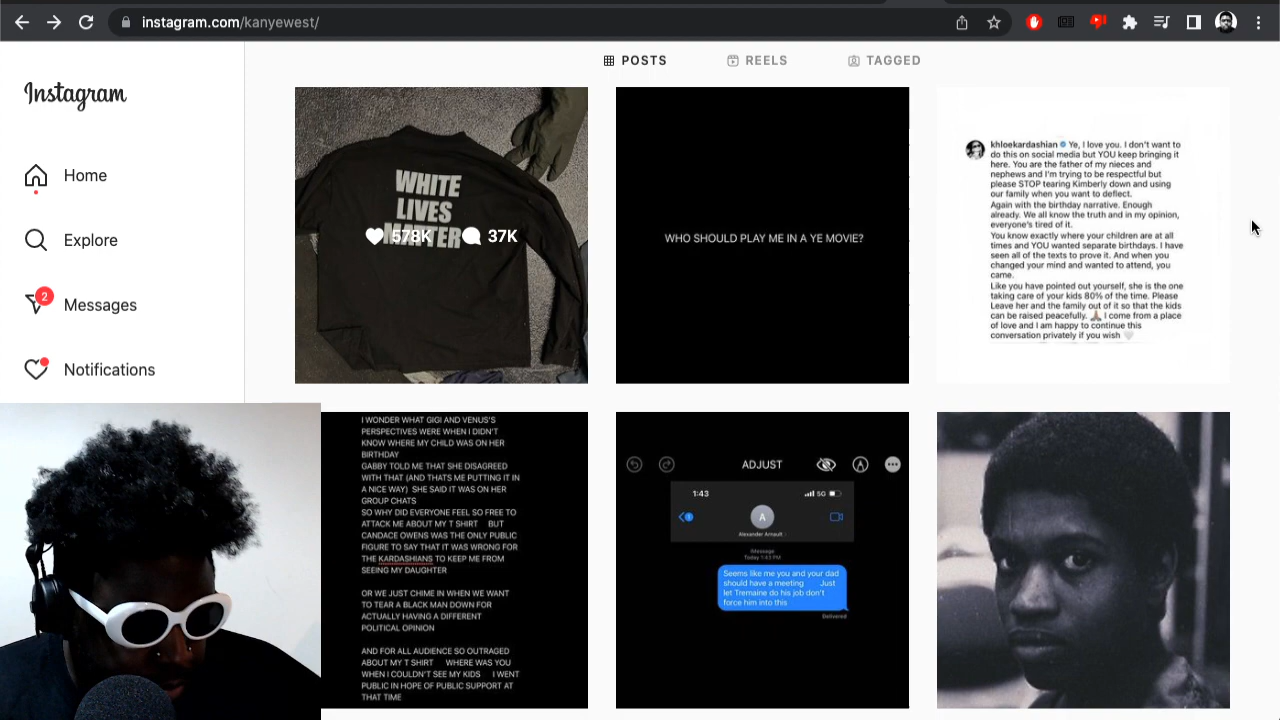 instagram.com/kanyewest/
POSTS
REELS
TAGGED
Instagram
Home
Explore
2
Messages
Notifications
WHITE
LIVES
MATTER
578K
37K
WHO SHOULD PLAY ME IN A YE MOVIE?
khloekardashian Ye, I love you. I don't want to
do this on social media but YOU keep bringing it
here. You are the father of my nieces and
nephews and I'm trying to be respectful but
please STOP tearing Kimberly down and using
our family when you want to deflect.
Again with the birthday narrative. Enough
already. We all know the truth and in my opinion,
everyone's tired of it.
You know exactly where your children are at all
times and YOU wanted separate birthdays. I have
seen all of the texts to prove it. And when you
changed your mind and wanted to attend, you
came.
Like you have pointed out yourself, she is the one
taking care of your kids 80% of the time. Please
Leave her and the family out of it so that the kids
can be raised peacefully. 🙏🏽 I come from a place
of love and I am happy to continue this
conversation privately if you wish 🤍
I WONDER WHAT GIGI AND VENUS'S
PERSPECTIVES WERE WHEN I DIDN'T
KNOW WHERE MY CHILD WAS ON HER
BIRTHDAY
GABBY TOLD ME THAT SHE DISAGREED
WITH THAT (AND THATS ME PUTTING IT IN
A NICE WAY) SHE SAID IT WAS ON HER
GROUP CHATS
SO WHY DID EVERYONE FEEL SO FREE TO
ATTACK ME ABOUT MY T SHIRT BUT
CANDACE OWENS WAS THE ONLY PUBLIC
FIGURE TO SAY THAT IT WAS WRONG FOR
THE KARDASHIANS TO KEEP ME FROM
SEEING MY DAUGHTER
OR WE JUST CHIME IN WHEN WE WANT
TO TEAR A BLACK MAN DOWN FOR
ACTUALLY HAVING A DIFFERENT
POLITICAL OPINION
AND FOR ALL AUDIENCE SO OUTRAGED
ABOUT MY T SHIRT WHERE WAS YOU
WHEN I COULDN'T SEE MY KIDS I WENT
PUBLIC IN HOPE OF PUBLIC SUPPORT AT
THAT TIME
ADJUST
1:43
5G
A
Alexander Arnault
iMessage
Today 1:43 PM
Seems like me you and your dad
should have a meeting Just
let Tremaine do his job don't
force him into this
Delivered